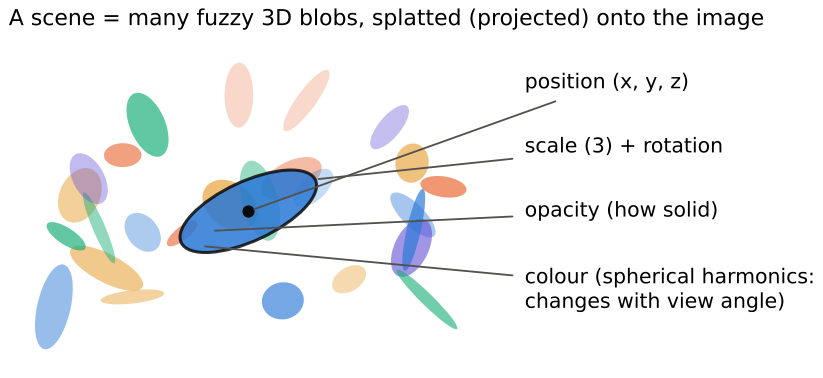 A scene = many fuzzy 3D blobs, splatted (projected) onto the image
position (x, y, z)
scale (3) + rotation
opacity (how solid)
colour (spherical harmonics:
changes with view angle)